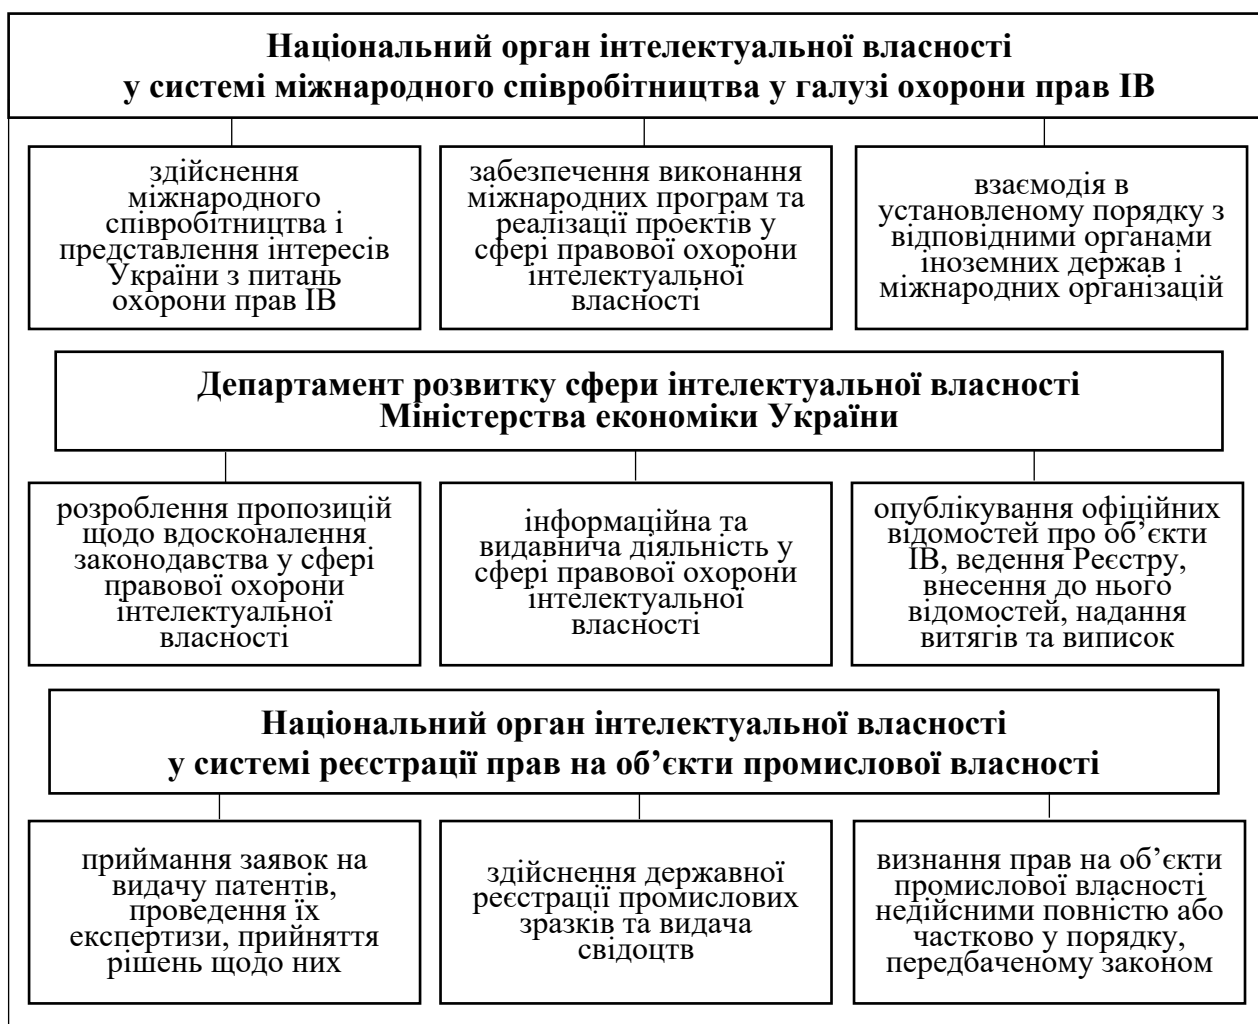 Національний орган інтелектуальної власності
у системі міжнародного співробітництва у галузі охорони прав ІВ
здійснення
міжнародного
співробітництва і
представлення інтересів
України з питань
охорони прав ІВ
забезпечення виконання
міжнародних програм та
реалізації проектів у
сфері правової охорони
інтелектуальної
власності
взаємодія в
установленому порядку з
відповідними органами
іноземних держав і
міжнародних організацій
Департамент розвитку сфери інтелектуальної власності
Міністерства економіки України
розроблення пропозицій
щодо вдосконалення
законодавства у сфері
правової охорони
інтелектуальної
власності
інформаційна та
видавнича діяльність у
сфері правової охорони
інтелектуальної
власності
опублікування офіційних
відомостей про об’єкти
ІВ, ведення Реєстру,
внесення до нього
відомостей, надання
витягів та виписок
Національний орган інтелектуальної власності
у системі реєстрації прав на об’єкти промислової власності
приймання заявок на
видачу патентів,
проведення їх
експертизи, прийняття
рішень щодо них
здійснення державної
реєстрації промислових
зразків та видача
свідоцтв
визнання прав на об’єкти
промислової власності
недійсними повністю або
частково у порядку,
передбаченому законом